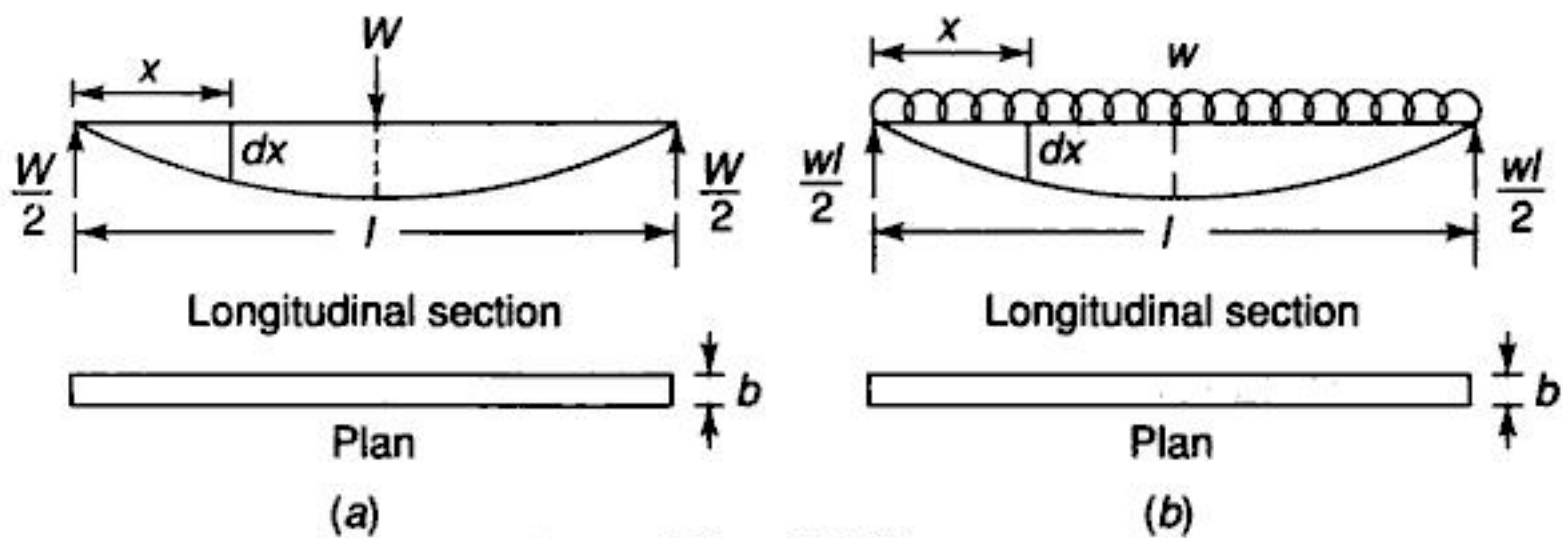 W
x
dx
W/2
W/2
l
Longitudinal section
b
Plan
(a)
x
w
dx
wl/2
wl/2
l
Longitudinal section
b
Plan
(b)